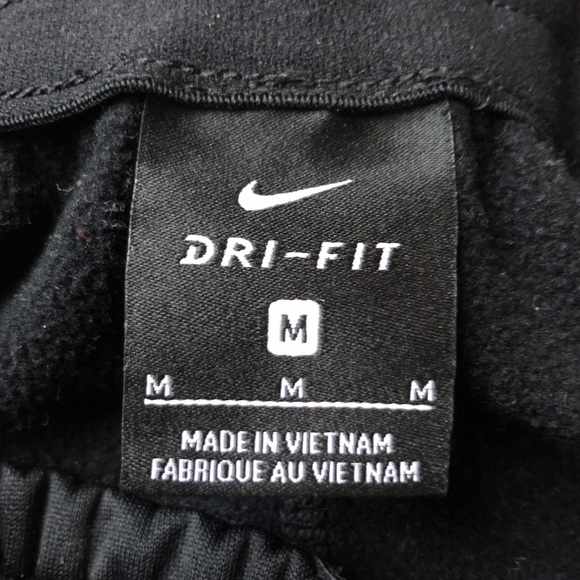 DRI-FIT
M
M M M
MADE IN VIETNAM
FABRIQUE AU VIETNAM